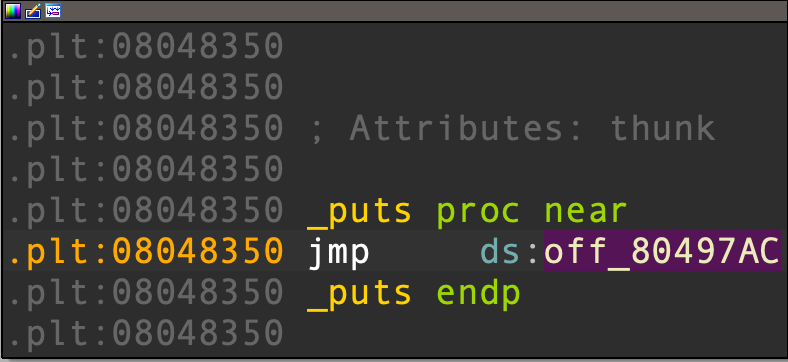 .plt:08048350
.plt:08048350
.plt:08048350 ; Attributes: thunk
.plt:08048350
.plt:08048350 _puts proc near
.plt:08048350 jmp     ds:off_80497AC
.plt:08048350 _puts endp
.plt:08048350